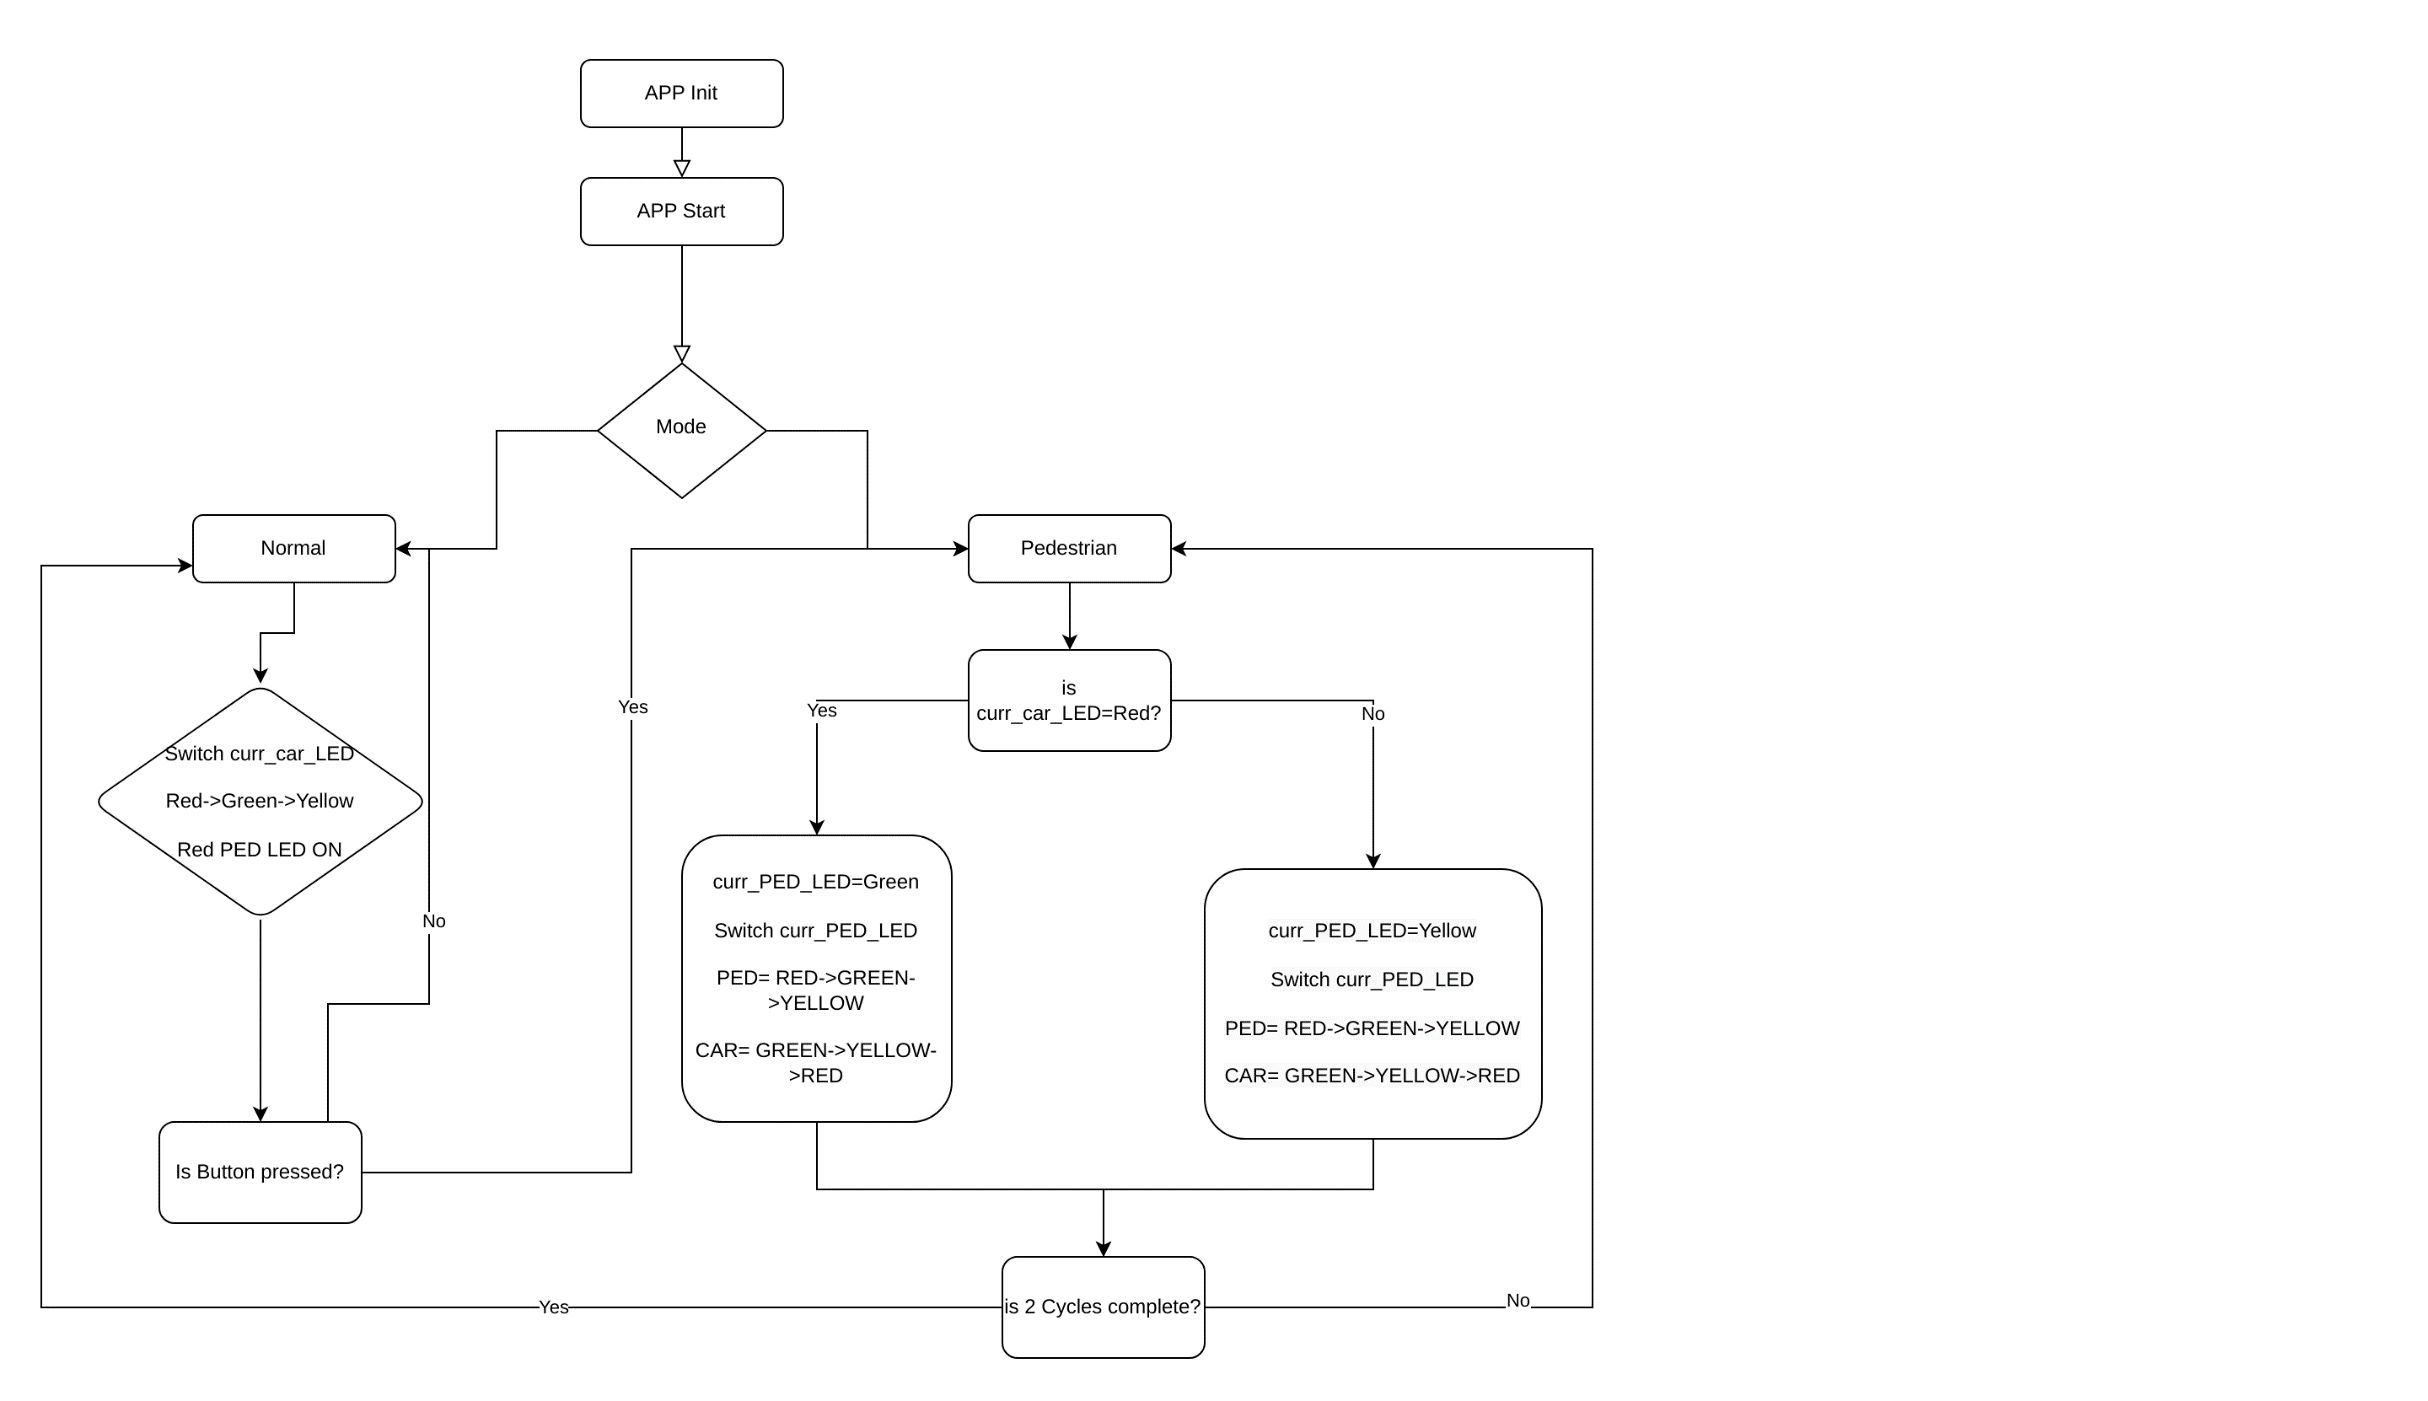 APP Init
APP Start
Mode
Normal
Pedestrian
is
curr_car_LED=Red?
Yes
Yes
No
Switch curr_car_LED
Red->Green->Yellow
Red PED LED ON
No
curr_PED_LED=Green
Switch curr_PED_LED
PED= RED->GREEN-
>YELLOW
CAR= GREEN->YELLOW-
>RED
curr_PED_LED=Yellow
Switch curr_PED_LED
PED= RED->GREEN->YELLOW
CAR= GREEN->YELLOW->RED
Is Button pressed?
Yes
is 2 Cycles complete?
No